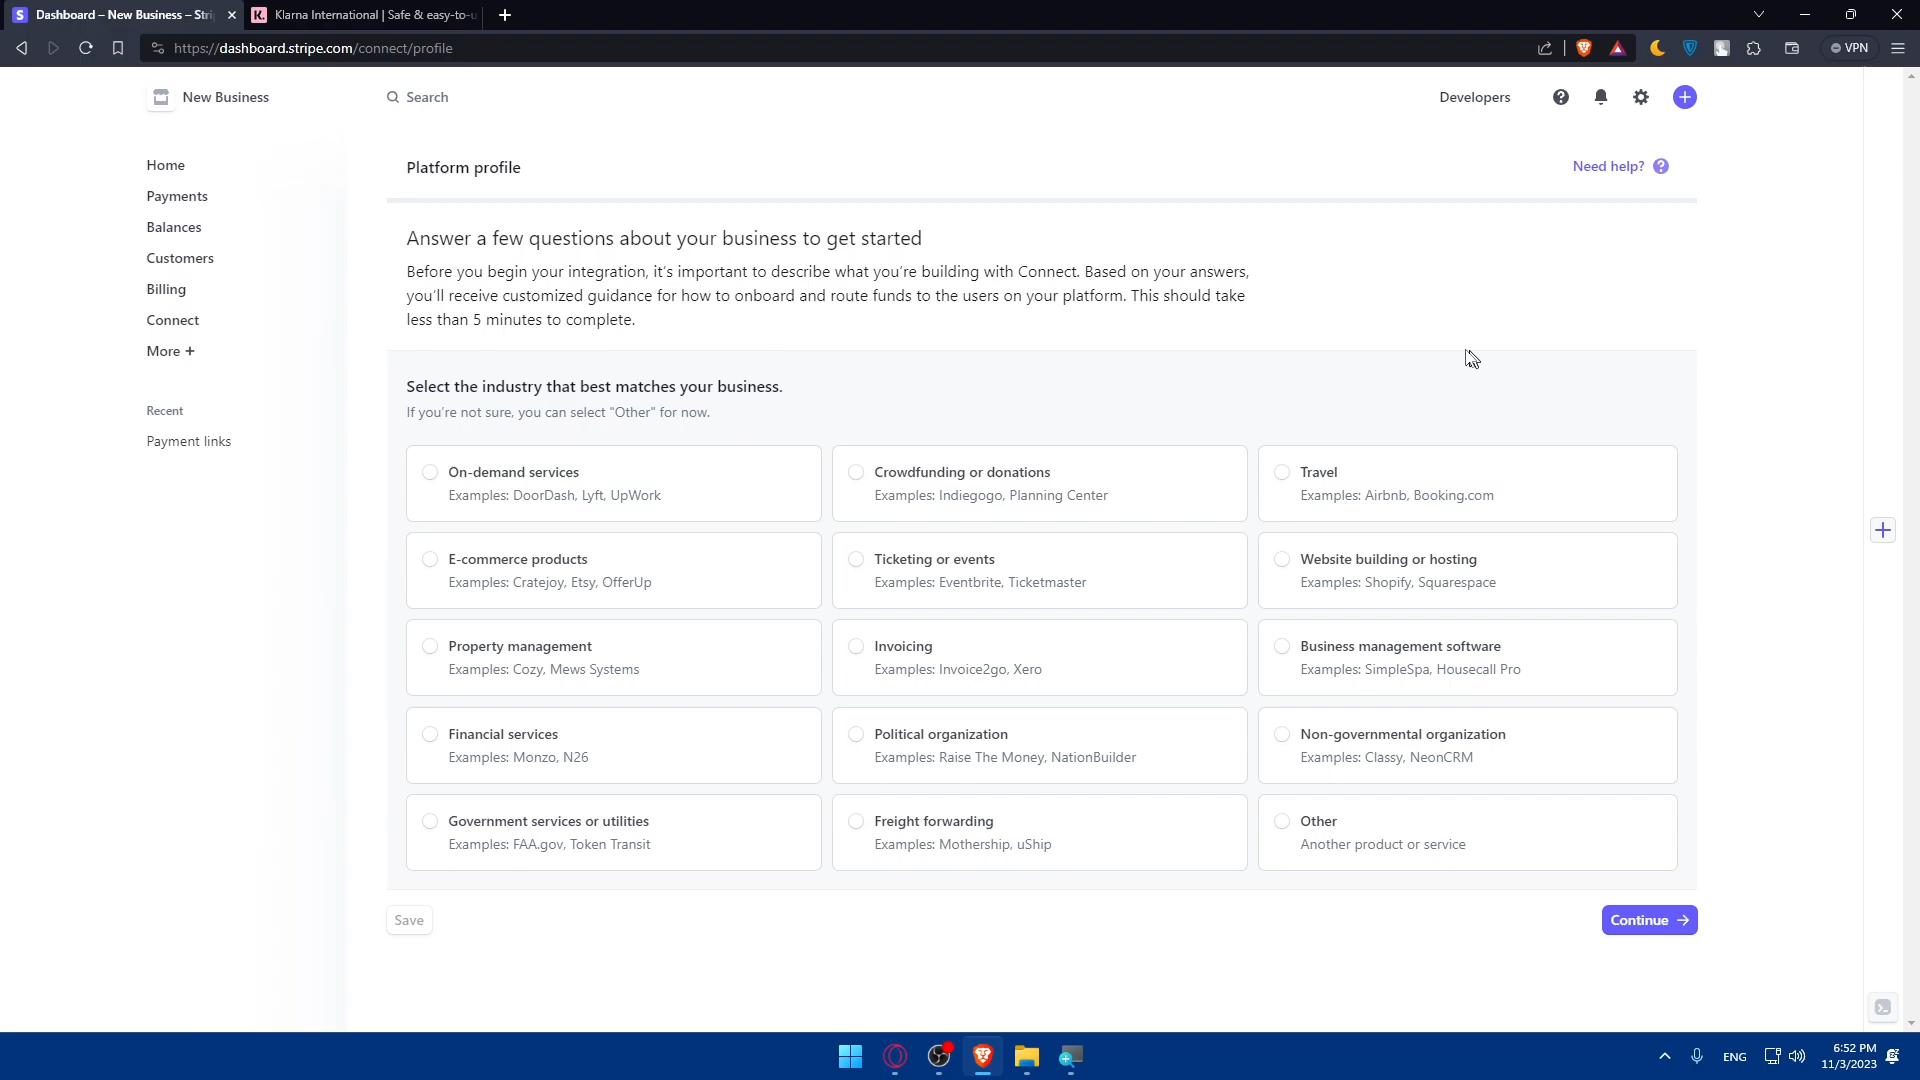 Dashboard – New Business – Stri
Klarna International | Safe & easy-to-u
https://dashboard.stripe.com/connect/profile
VPN
New Business
Search
Developers
Home
Payments
Balances
Customers
Billing
Connect
More +
Recent
Payment links
Platform profile
Need help?
Answer a few questions about your business to get started
Before you begin your integration, it's important to describe what you're building with Connect. Based on your answers,
you'll receive customized guidance for how to onboard and route funds to the users on your platform. This should take
less than 5 minutes to complete.
Select the industry that best matches your business.
If you're not sure, you can select "Other" for now.
On-demand services
Examples: DoorDash, Lyft, UpWork
Crowdfunding or donations
Examples: Indiegogo, Planning Center
Travel
Examples: Airbnb, Booking.com
E-commerce products
Examples: Cratejoy, Etsy, OfferUp
Ticketing or events
Examples: Eventbrite, Ticketmaster
Website building or hosting
Examples: Shopify, Squarespace
Property management
Examples: Cozy, Mews Systems
Invoicing
Examples: Invoice2go, Xero
Business management software
Examples: SimpleSpa, Housecall Pro
Financial services
Examples: Monzo, N26
Political organization
Examples: Raise The Money, NationBuilder
Non-governmental organization
Examples: Classy, NeonCRM
Government services or utilities
Examples: FAA.gov, Token Transit
Freight forwarding
Examples: Mothership, uShip
Other
Another product or service
Save
Continue →
ENG
6:52 PM
11/3/2023